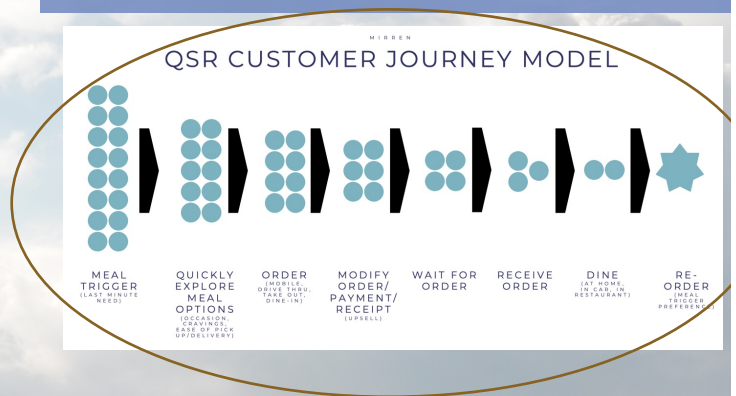 MIRREN
QSR CUSTOMER JOURNEY MODEL
MEAL
TRIGGER
(LAST MINUTE
NEED)
QUICKLY
EXPLORE
MEAL
OPTIONS
(OCCASION,
CRAVINGS,
EASE OF PICK
UP/DELIVERY)
ORDER
(MOBILE,
DRIVE THRU,
TAKE OUT,
DINE-IN)
MODIFY
ORDER/
PAYMENT/
RECEIPT
(UPSELL)
WAIT FOR
ORDER
RECEIVE
ORDER
DINE
(AT HOME,
IN CAR, IN
RESTAURANT)
RE-
ORDER
(MEAL
TRIGGER
PREFERENCE)